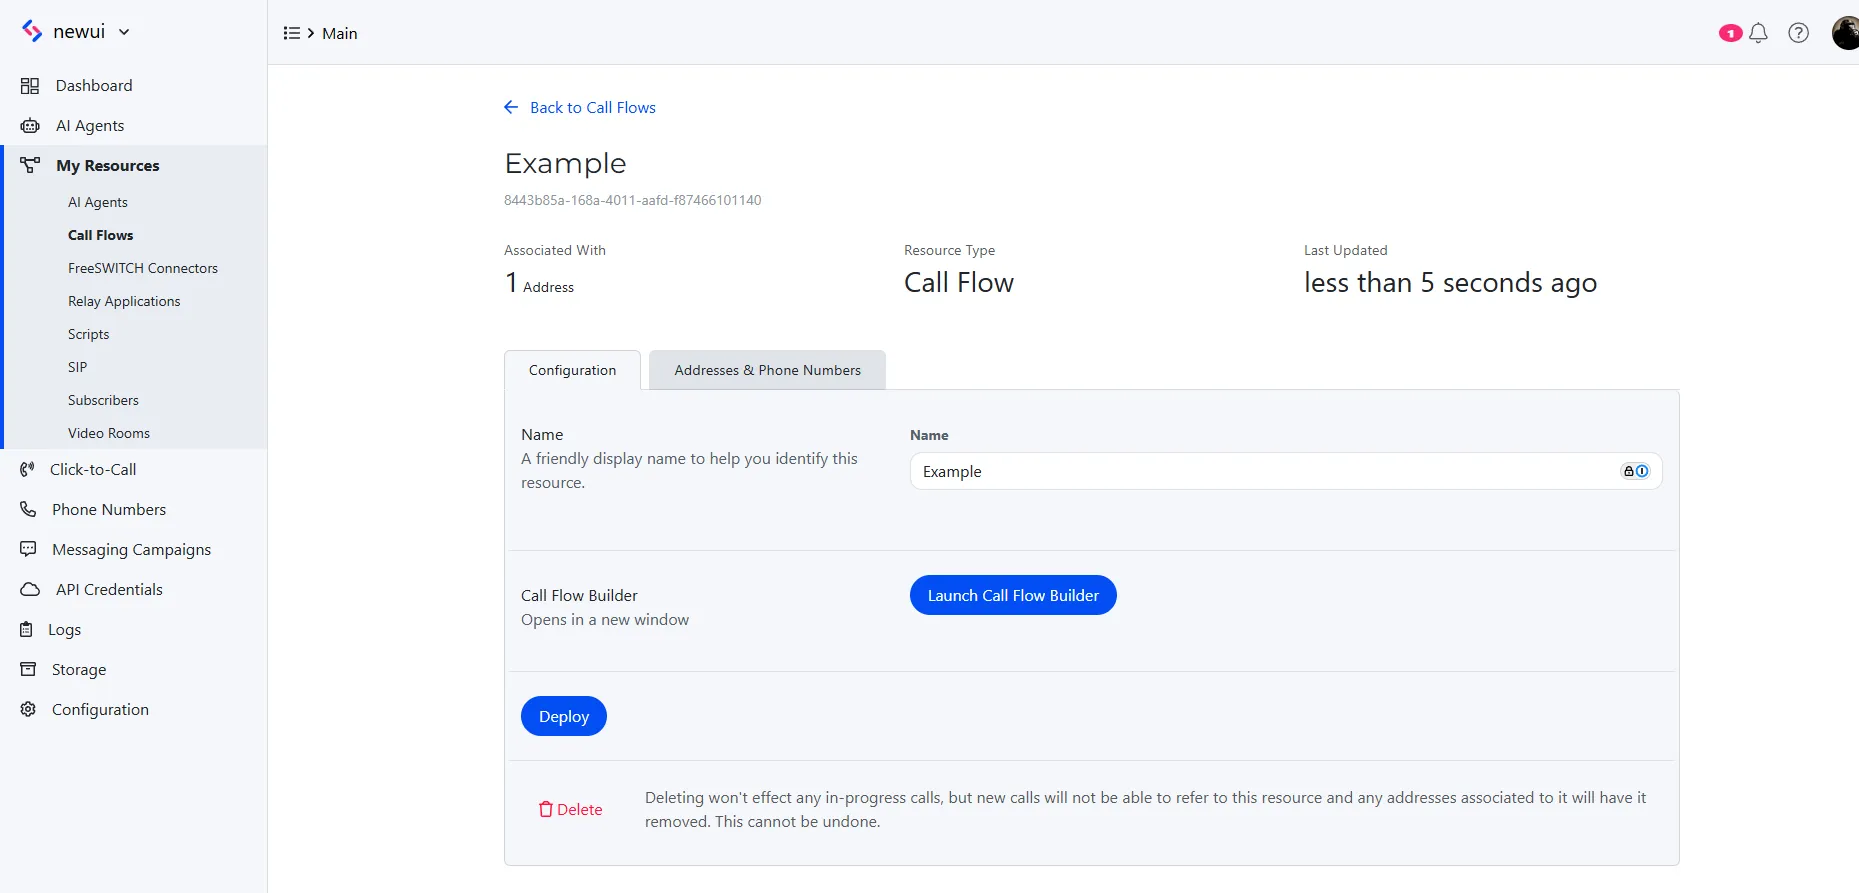 newui
Main
1
Dashboard
AI Agents
My Resources
AI Agents
Call Flows
FreeSWITCH Connectors
Relay Applications
Scripts
SIP
Subscribers
Video Rooms
Click-to-Call
Phone Numbers
Messaging Campaigns
API Credentials
Logs
Storage
Configuration
Back to Call Flows
Example
8443b85a-168a-4011-aafd-f87466101140
Associated With
1 Address
Resource Type
Call Flow
Last Updated
less than 5 seconds ago
Configuration
Addresses & Phone Numbers
Name
A friendly display name to help you identify this
resource.
Name
Example
Call Flow Builder
Opens in a new window
Launch Call Flow Builder
Deploy
Delete
Deleting won't effect any in-progress calls, but new calls will not be able to refer to this resource and any addresses associated to it will have it
removed. This cannot be undone.